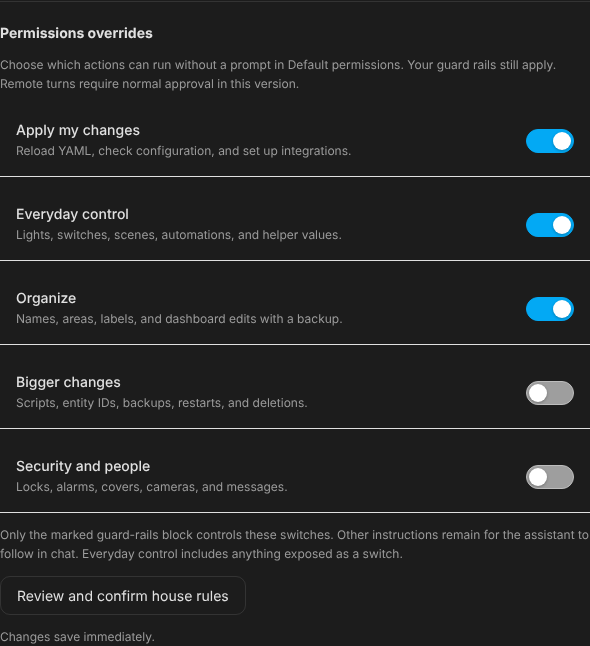 Permissions overrides
Choose which actions can run without a prompt in Default permissions. Your guard rails still apply.
Remote turns require normal approval in this version.
Apply my changes
Reload YAML, check configuration, and set up integrations.
Everyday control
Lights, switches, scenes, automations, and helper values.
Organize
Names, areas, labels, and dashboard edits with a backup.
Bigger changes
Scripts, entity IDs, backups, restarts, and deletions.
Security and people
Locks, alarms, covers, cameras, and messages.
Only the marked guard-rails block controls these switches. Other instructions remain for the assistant to
follow in chat. Everyday control includes anything exposed as a switch.
Review and confirm house rules
Changes save immediately.